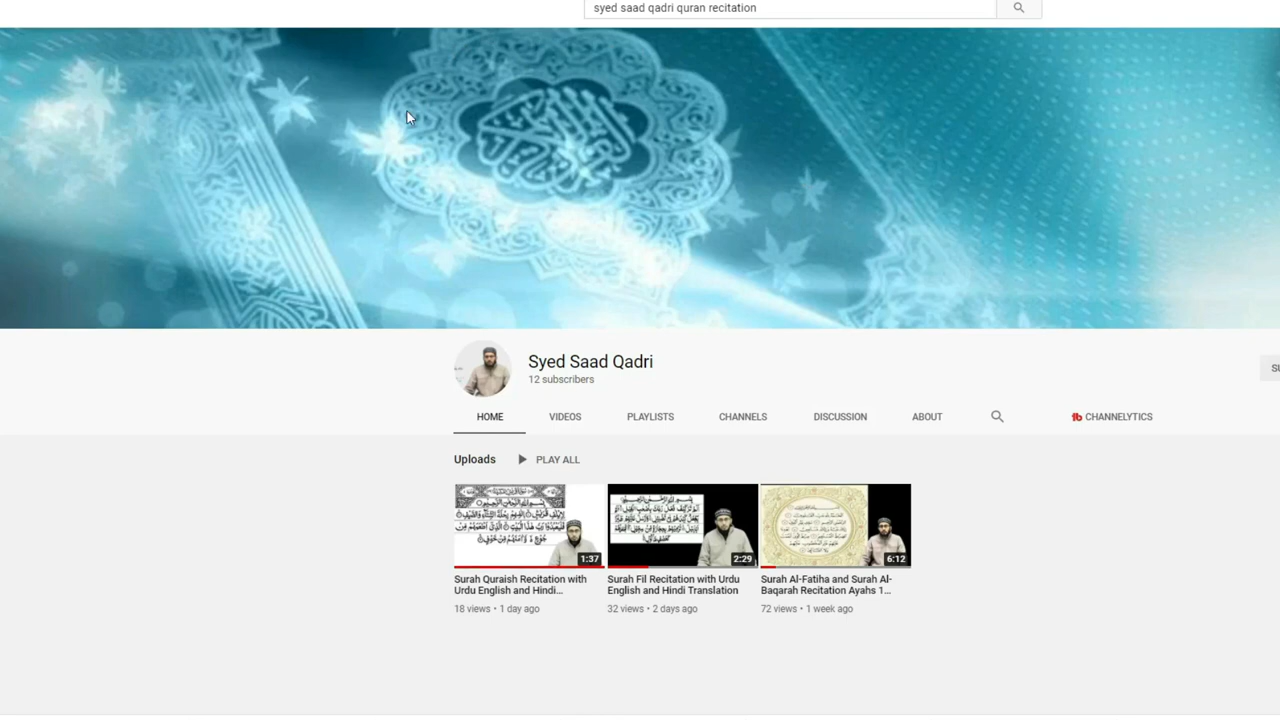 syed saad qadri quran recitation
Syed Saad Qadri
12 subscribers
HOME VIDEOS PLAYLISTS CHANNELS DISCUSSION ABOUT CHANNELYTICS
Uploads PLAY ALL
1:37 2:29 6:12
Surah Quraish Recitation with
Urdu English and Hindi...
18 views • 1 day ago
Surah Fil Recitation with Urdu
English and Hindi Translation
32 views • 2 days ago
Surah Al-Fatiha and Surah Al-
Baqarah Recitation Ayahs 1...
72 views • 1 week ago